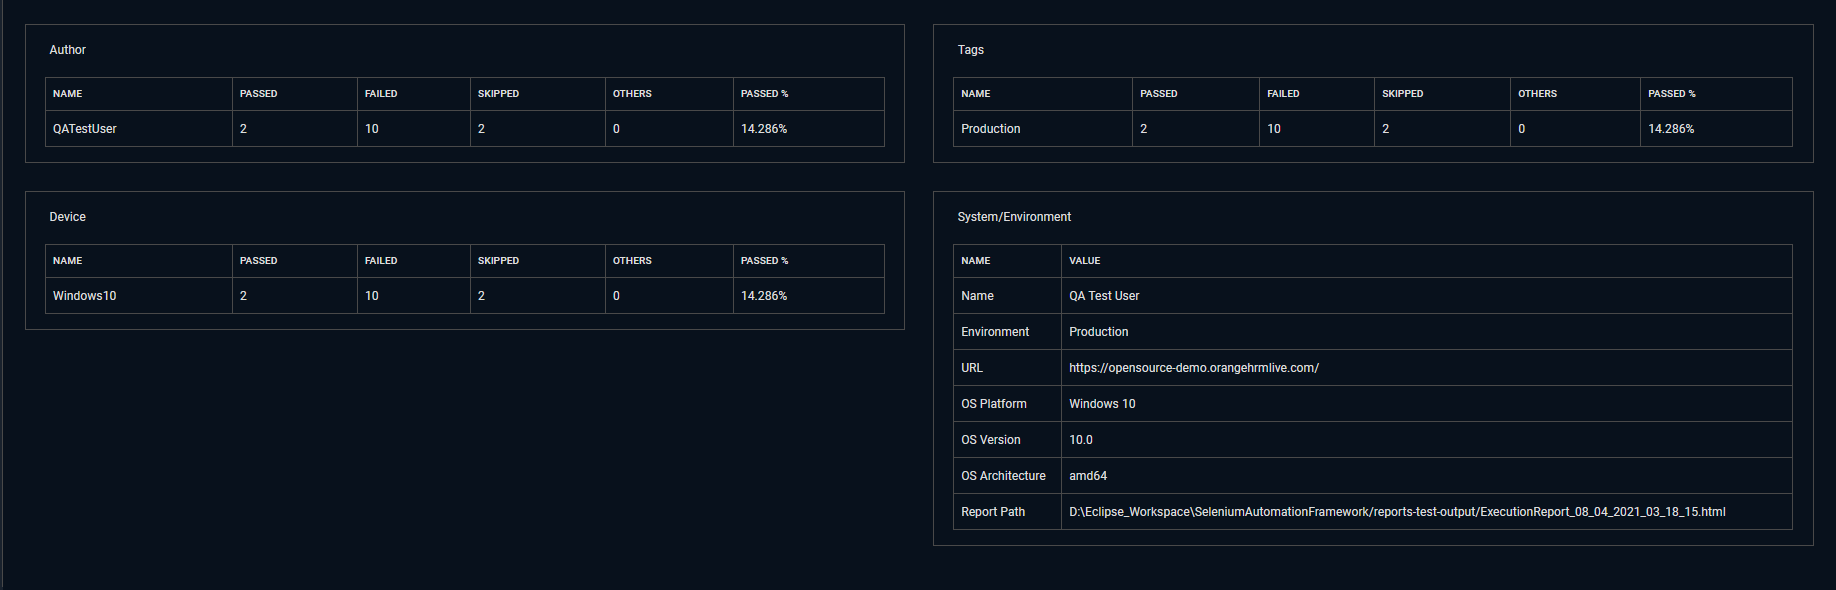 Author
NAME PASSED FAILED SKIPPED OTHERS PASSED %
QATestUser 2 10 2 0 14.286%
Tags
NAME PASSED FAILED SKIPPED OTHERS PASSED %
Production 2 10 2 0 14.286%
Device
NAME PASSED FAILED SKIPPED OTHERS PASSED %
Windows10 2 10 2 0 14.286%
System/Environment
NAME VALUE
Name QA Test User
Environment Production
URL https://opensource-demo.orangehrmlive.com/
OS Platform Windows 10
OS Version 10.0
OS Architecture amd64
Report Path D:\Eclipse_Workspace\SeleniumAutomationFramework/reports-test-output/ExecutionReport_08_04_2021_03_18_15.html